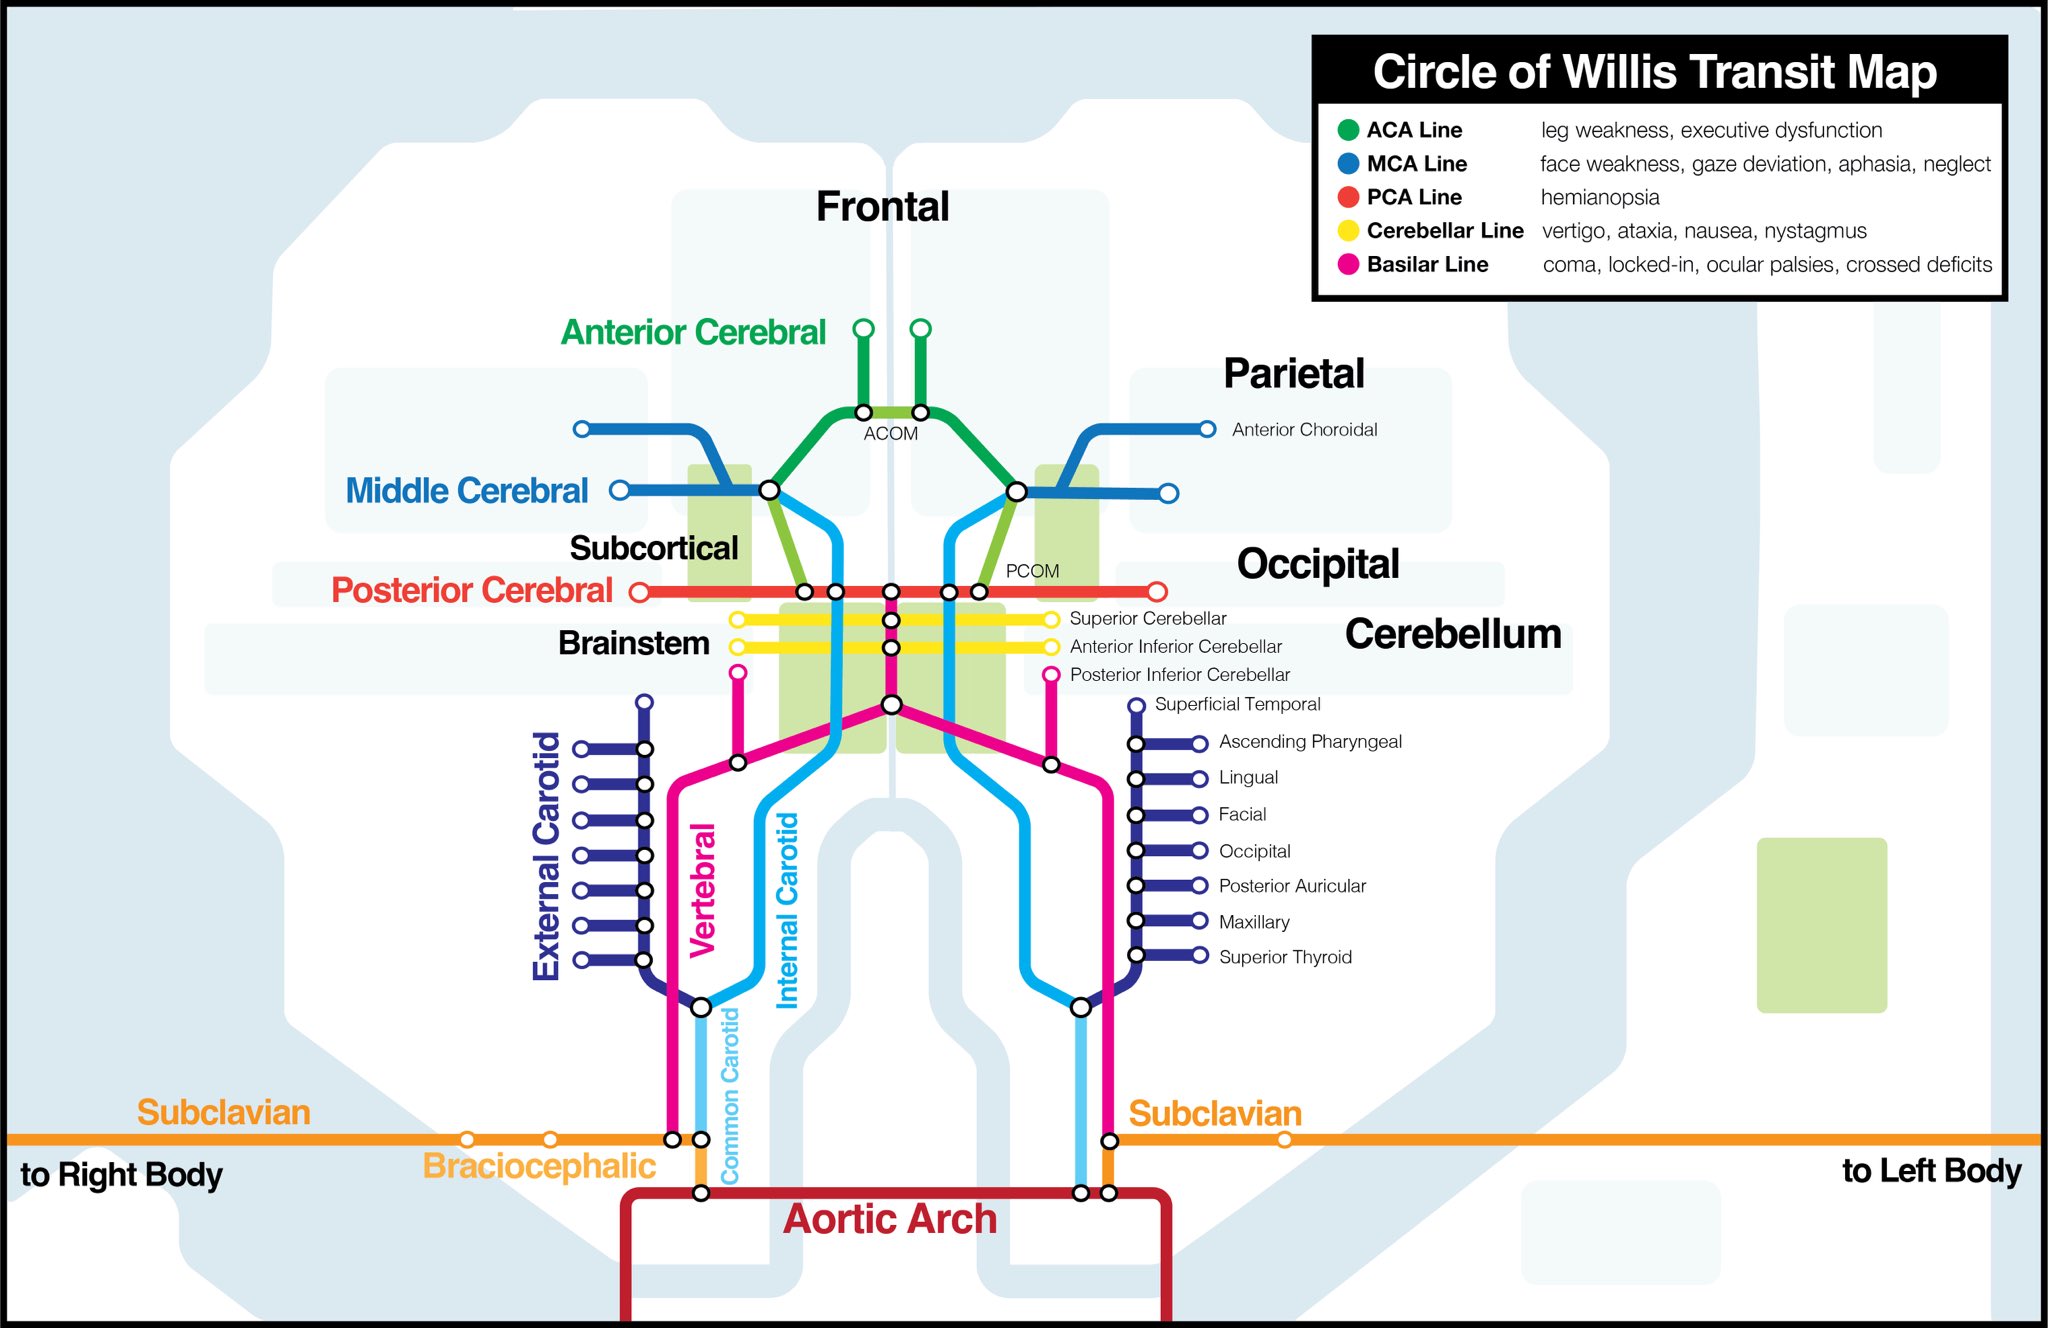 Circle of Willis Transit Map
ACA Line leg weakness, executive dysfunction
MCA Line face weakness, gaze deviation, aphasia, neglect
PCA Line hemianopsia
Cerebellar Line vertigo, ataxia, nausea, nystagmus
Basilar Line coma, locked-in, ocular palsies, crossed deficits
Frontal
Anterior Cerebral
Parietal
ACOM
Anterior Choroidal
Middle Cerebral
Subcortical
Occipital
PCOM
Posterior Cerebral
Superior Cerebellar
Cerebellum
Brainstem
Anterior Inferior Cerebellar
Posterior Inferior Cerebellar
Superficial Temporal
Ascending Pharyngeal
Lingual
Facial
Occipital
Posterior Auricular
Maxillary
Superior Thyroid
External Carotid
Vertebral
Internal Carotid
Common Carotid
Subclavian
Subclavian
Braciocephalic
to Right Body
to Left Body
Aortic Arch